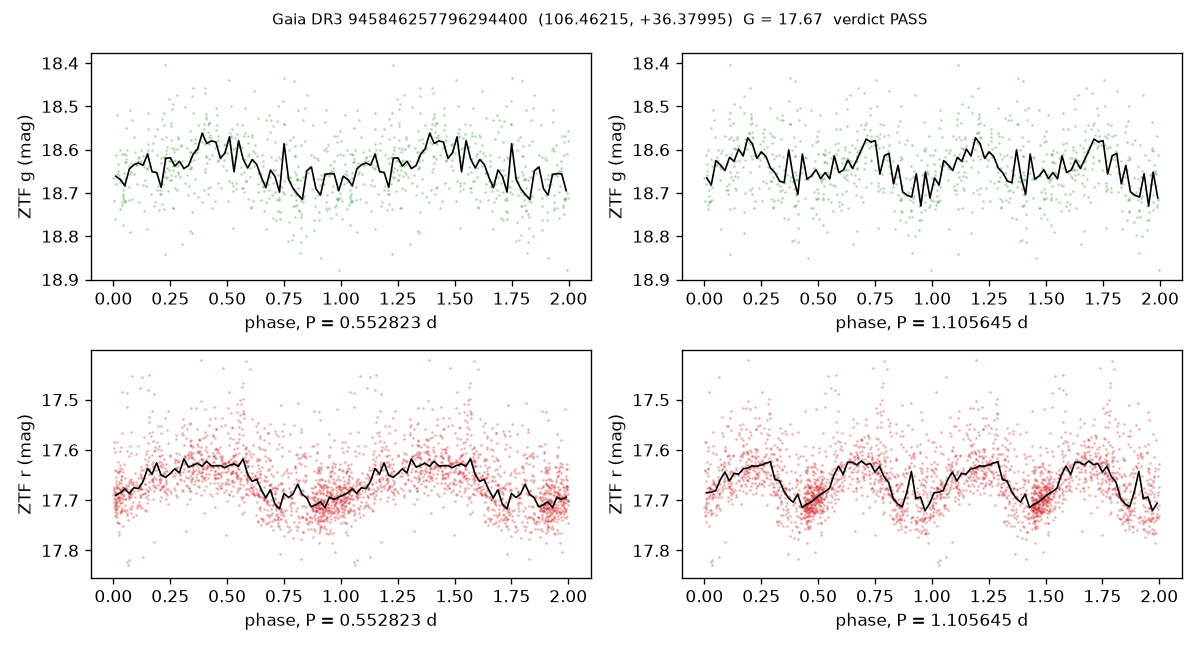 Gaia DR3 945846257796294400 (106.46215, +36.37995) G = 17.67 verdict PASS
ZTF g (mag)
18.4
18.5
18.6
18.7
18.8
18.9
0.00 0.25 0.50 0.75 1.00 1.25 1.50 1.75 2.00
phase, P = 0.552823 d
ZTF g (mag)
18.4
18.5
18.6
18.7
18.8
18.9
0.00 0.25 0.50 0.75 1.00 1.25 1.50 1.75 2.00
phase, P = 1.105645 d
ZTF r (mag)
17.5
17.6
17.7
17.8
0.00 0.25 0.50 0.75 1.00 1.25 1.50 1.75 2.00
phase, P = 0.552823 d
ZTF r (mag)
17.5
17.6
17.7
17.8
0.00 0.25 0.50 0.75 1.00 1.25 1.50 1.75 2.00
phase, P = 1.105645 d